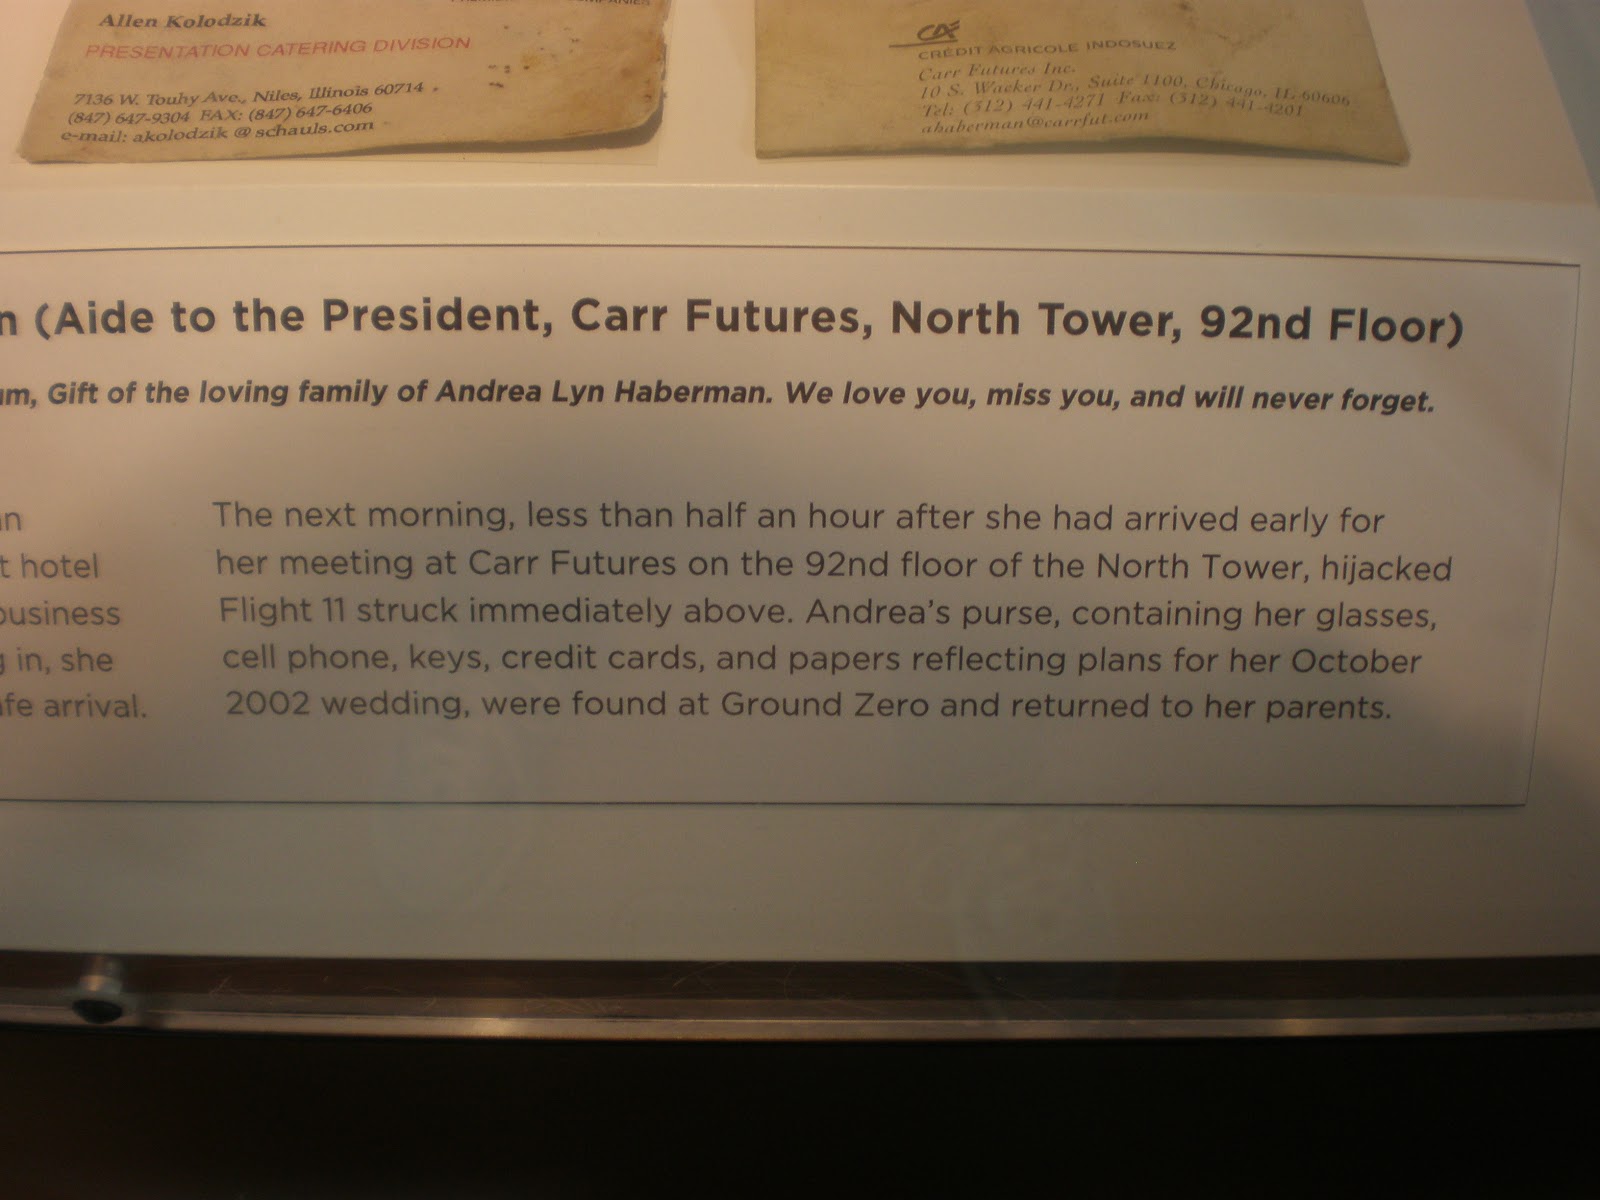 Allen Kolodzik
PRESENTATION CATERING DIVISION
7136 W. Touhy Ave., Niles, Illinois 60714
(847) 647-9304 FAX: (847) 647-6406
e-mail: akolodzik @ schauls.com
CRÉDIT AGRICOLE INDOSUEZ
Carr Futures Inc.
10 S. Wacker Dr., Suite 1100, Chicago, IL 60606
Tel: (312) 441-4271 Fax: (312) 441-4201
ahaberman@carrfut.com
n (Aide to the President, Carr Futures, North Tower, 92nd Floor)
um, Gift of the loving family of Andrea Lyn Haberman. We love you, miss you, and will never forget.
n
t hotel
business
g in, she
fe arrival.
The next morning, less than half an hour after she had arrived early for
her meeting at Carr Futures on the 92nd floor of the North Tower, hijacked
Flight 11 struck immediately above. Andrea's purse, containing her glasses,
cell phone, keys, credit cards, and papers reflecting plans for her October
2002 wedding, were found at Ground Zero and returned to her parents.